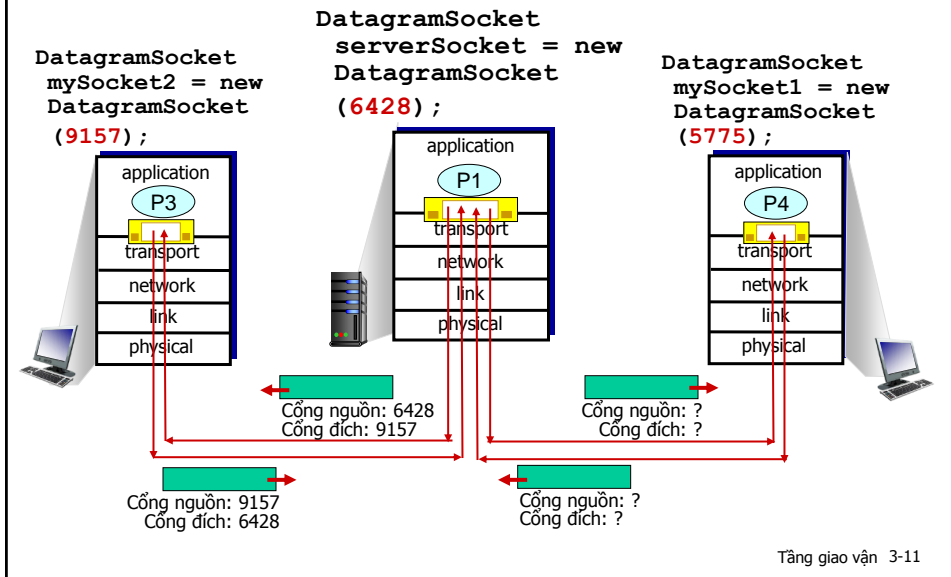 DatagramSocket
serverSocket = new
DatagramSocket
(6428);
DatagramSocket
mySocket2 = new
DatagramSocket
(9157);
DatagramSocket
mySocket1 = new
DatagramSocket
(5775);
application
P3
transport
network
link
physical
application
P1
transport
network
link
physical
application
P4
transport
network
link
physical
Cổng nguồn: 6428
Cổng đích: 9157
Cổng nguồn: ?
Cổng đích: ?
Cổng nguồn: 9157
Cổng đích: 6428
Cổng nguồn: ?
Cổng đích: ?
Tầng giao vận 3-11